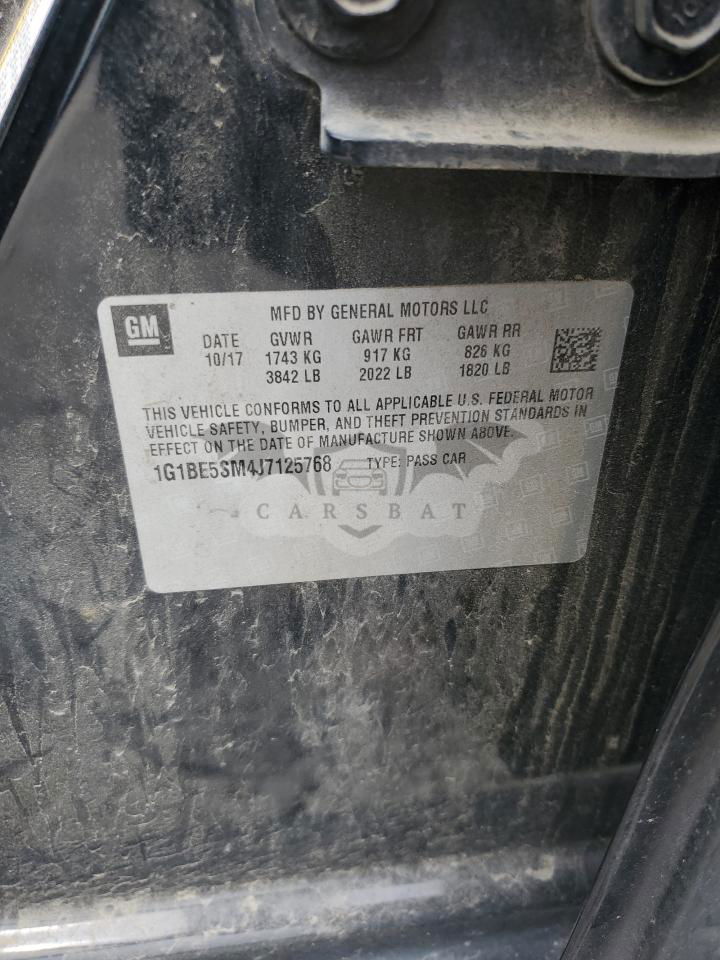 GM
MFD BY GENERAL MOTORS LLC
DATE GVWR GAWR FRT GAWR RR
10/17 1743 KG 917 KG 826 KG
3842 LB 2022 LB 1820 LB
THIS VEHICLE CONFORMS TO ALL APPLICABLE U.S. FEDERAL MOTOR
VEHICLE SAFETY, BUMPER, AND THEFT PREVENTION STANDARDS IN
EFFECT ON THE DATE OF MANUFACTURE SHOWN ABOVE.
1G1BE5SM4J7125768 TYPE: PASS CAR
CARSBAT